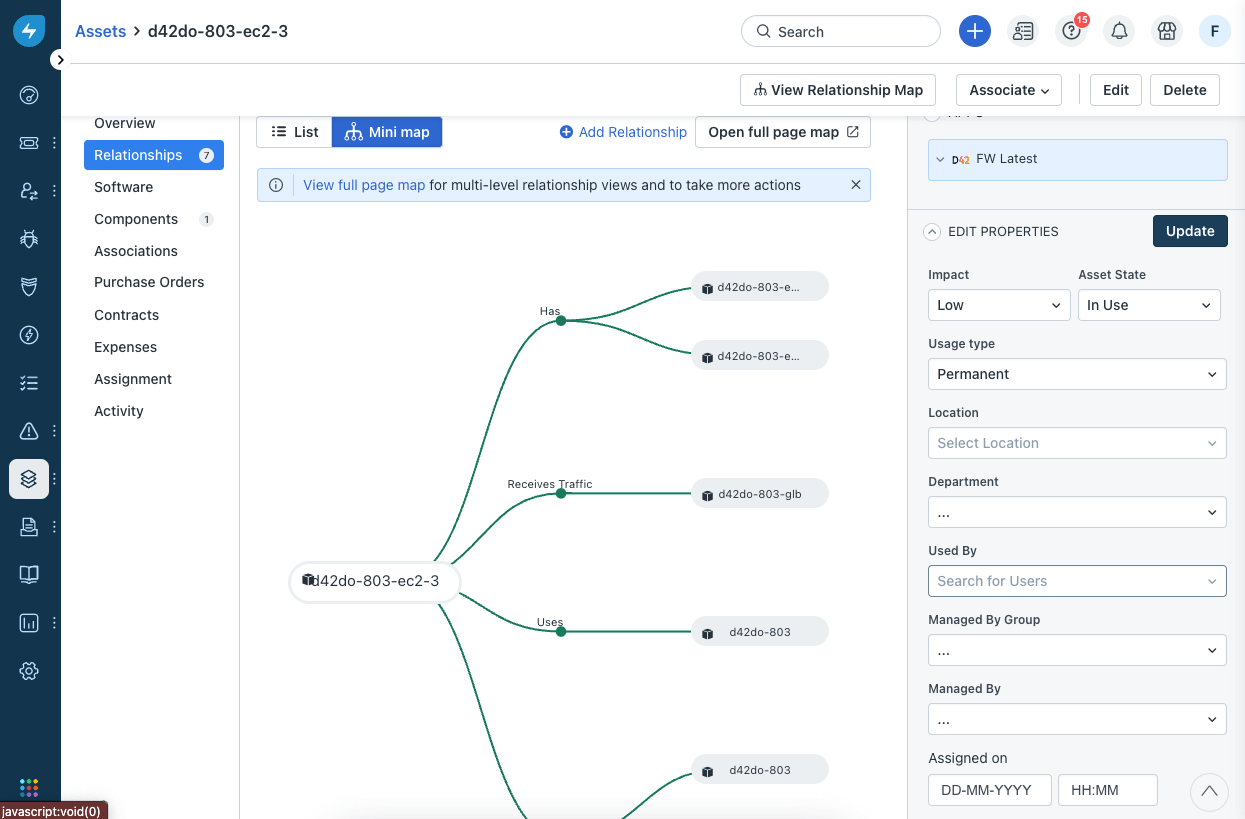 Assets > d42do-803-ec2-3
Search
15
F
View Relationship Map
Associate
Edit
Delete
Overview
Relationships 7
Software
Components 1
Associations
Purchase Orders
Contracts
Expenses
Assignment
Activity
List
Mini map
Add Relationship
Open full page map
View full page map for multi-level relationship views and to take more actions
Has
d42do-803-e...
d42do-803-e...
Receives Traffic
d42do-803-glb
d42do-803-ec2-3
Uses
d42do-803
d42do-803
D42 FW Latest
EDIT PROPERTIES
Update
Impact
Low
Asset State
In Use
Usage type
Permanent
Location
Select Location
Department
...
Used By
Search for Users
Managed By Group
...
Managed By
...
Assigned on
DD-MM-YYYY
HH:MM
javascript:void(0)